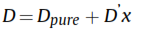 D = D_pure + D'x